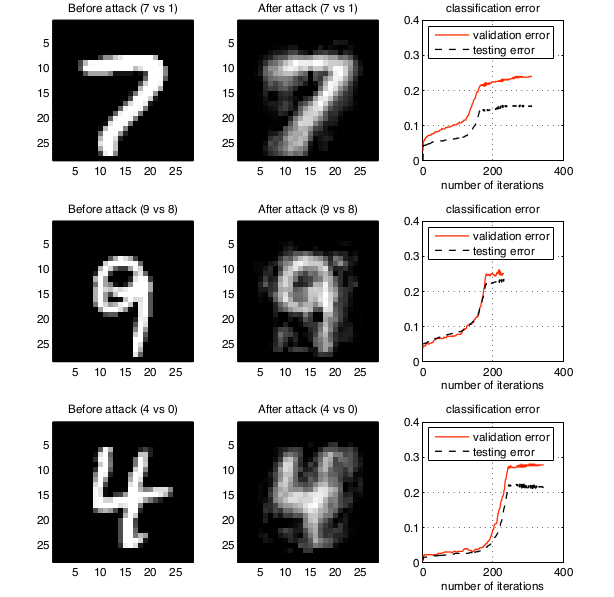 Before attack (7 vs 1)
After attack (7 vs 1)
classification error
5
10
15
20
25
5 10 15 20 25
5
10
15
20
25
5 10 15 20 25
0.4
0.3
0.2
0.1
0
validation error
testing error
0 200 400
number of iterations
Before attack (9 vs 8)
After attack (9 vs 8)
classification error
5
10
15
20
25
5 10 15 20 25
5
10
15
20
25
5 10 15 20 25
0.4
0.3
0.2
0.1
0
validation error
testing error
0 200 400
number of iterations
Before attack (4 vs 0)
After attack (4 vs 0)
classification error
5
10
15
20
25
5 10 15 20 25
5
10
15
20
25
5 10 15 20 25
0.4
0.3
0.2
0.1
0
validation error
testing error
0 200 400
number of iterations